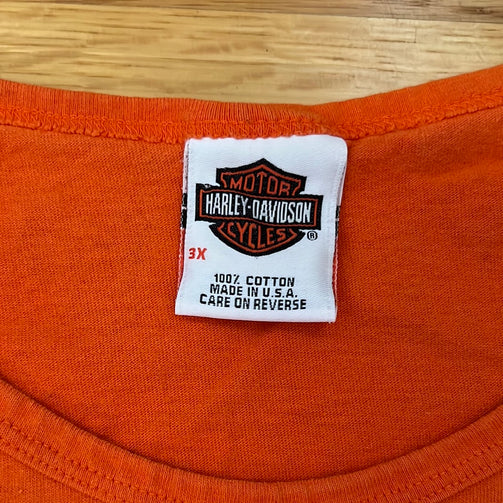 MOTOR
HARLEY-DAVIDSON
CYCLES
®
3X
100% COTTON
MADE IN U.S.A.
CARE ON REVERSE